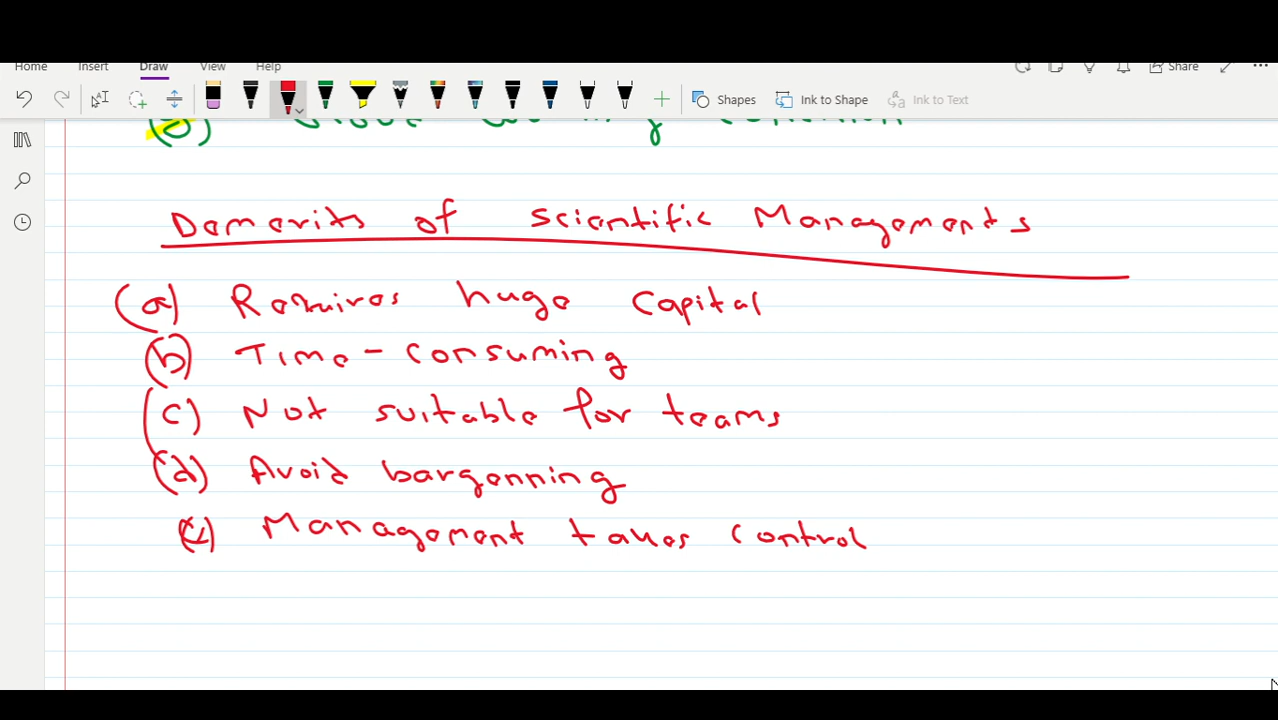 Home Insert Draw View Help Share
Shapes Ink to Shape Ink to Text
Demerits of Scientific Managements
(a) Requires huge Capital
(b) Time-consuming
(c) Not suitable for teams
(d) Avoid bargenning
(e) Management takes control